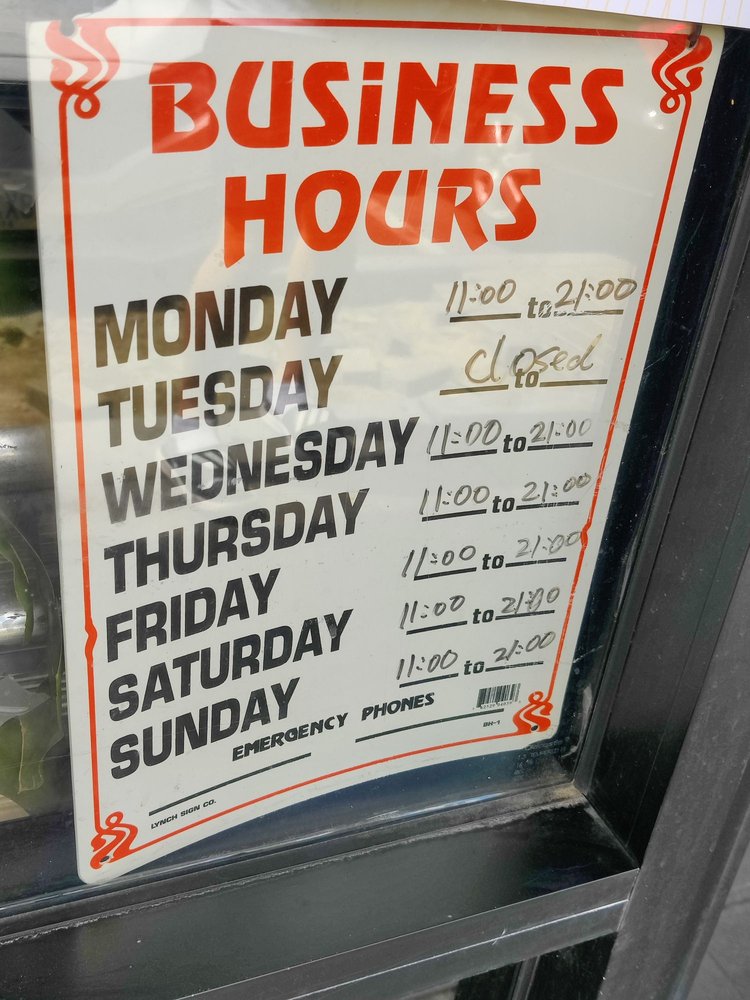 BUSiNESS
HOURS
MONDAY 11:00 to 21:00
TUESDAY closed to
WEDNESDAY 11:00 to 21:00
THURSDAY 11:00 to 21:00
FRIDAY 11:00 to 21:00
SATURDAY 11:00 to 21:00
SUNDAY 11:00 to 21:00
EMERGENCY PHONES
BH-1
LYNCH SIGN CO.